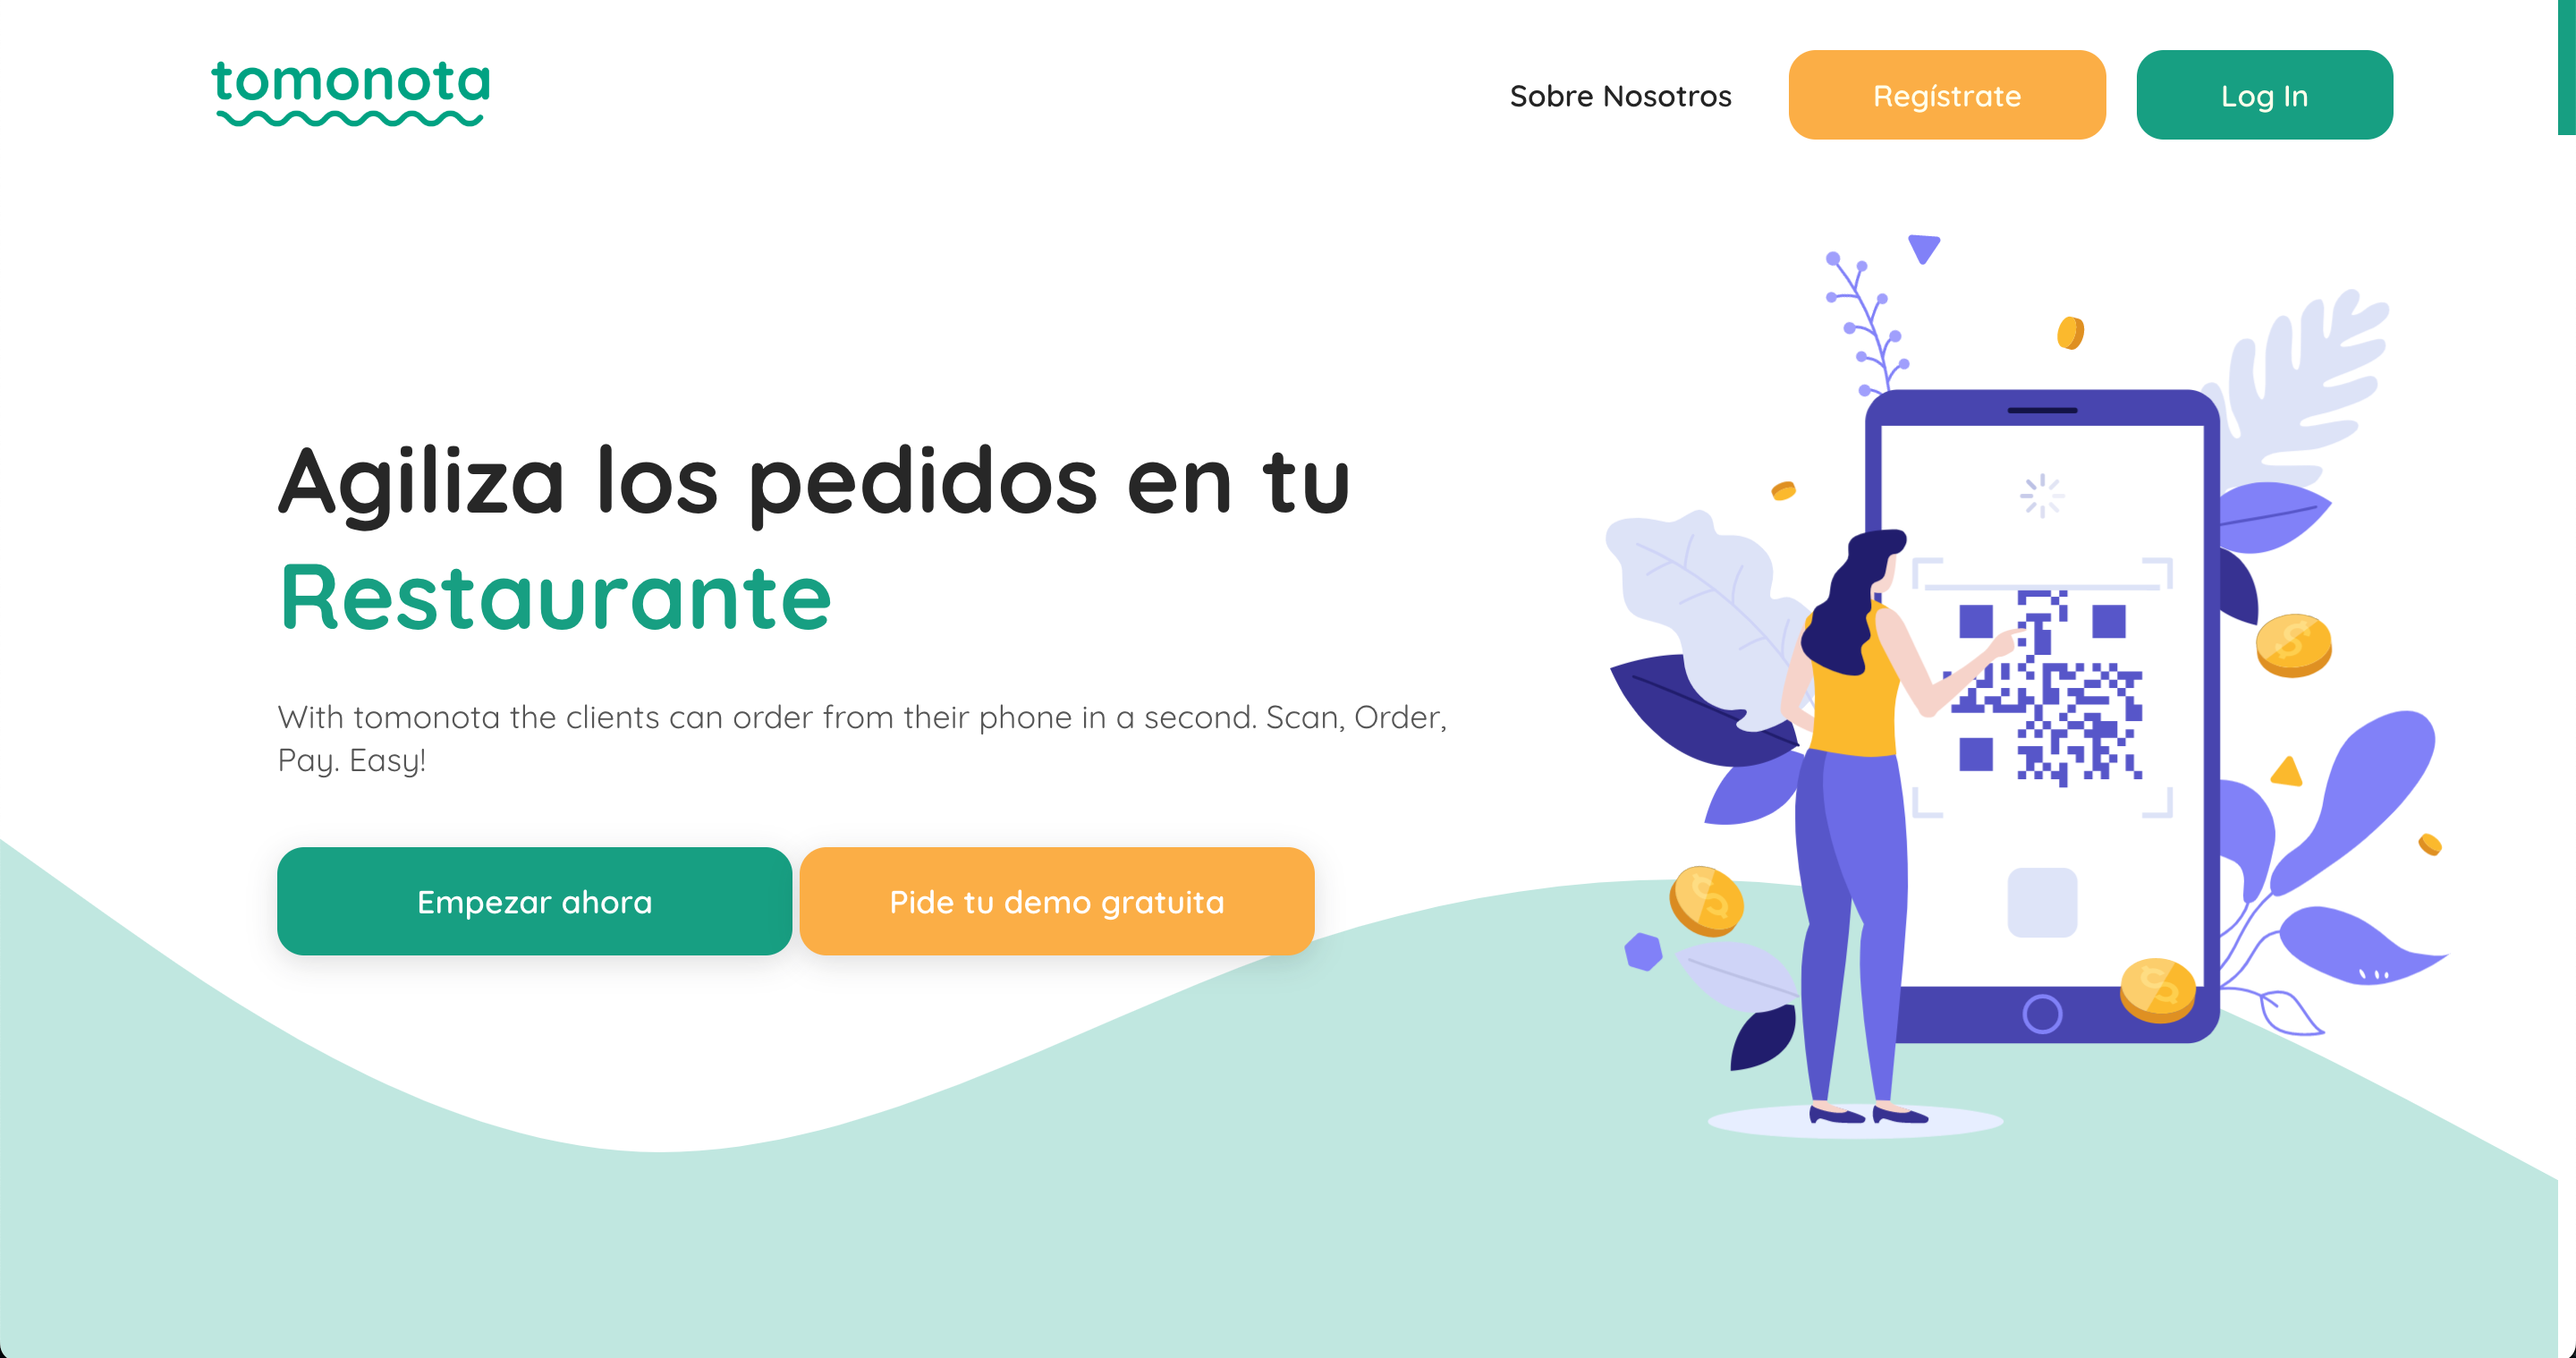 tomonota
Sobre Nosotros
Regístrate
Log In
Agiliza los pedidos en tu
Restaurante
With tomonota the clients can order from their phone in a second. Scan, Order,
Pay. Easy!
Empezar ahora
Pide tu demo gratuita
$
$
$